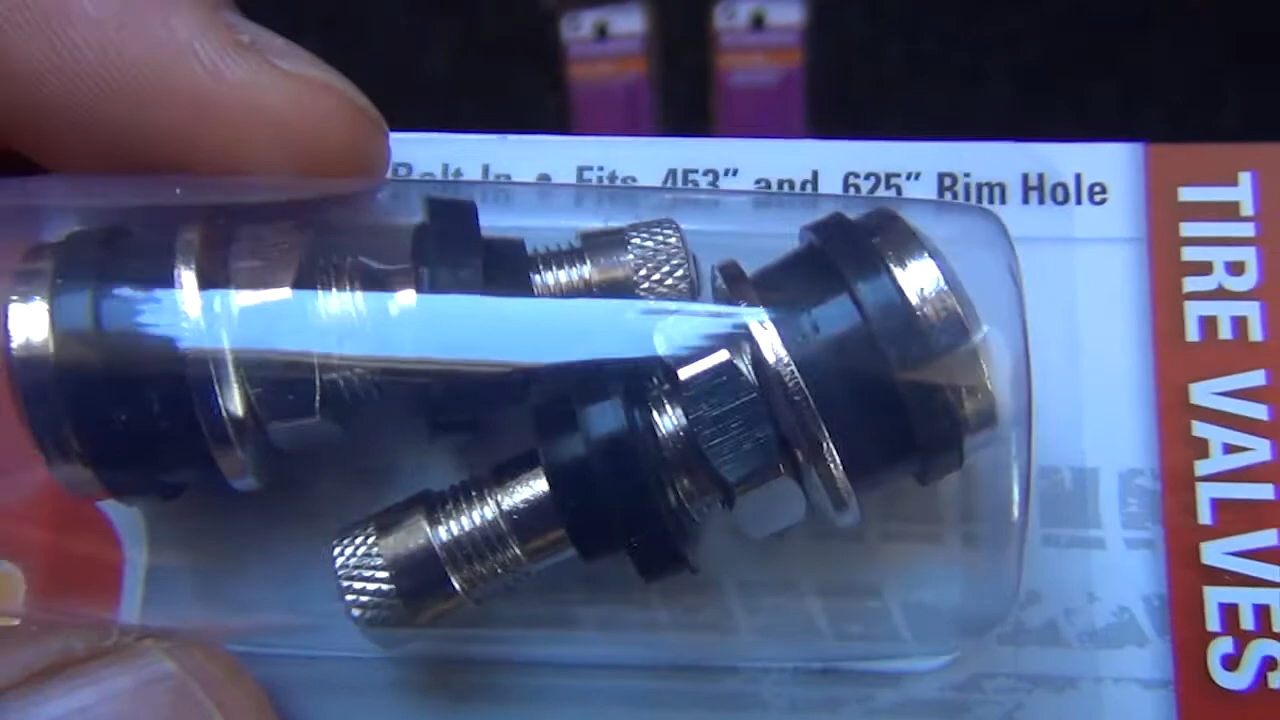 Bolt In • Fits .453” and .625” Rim Hole
TIRE VALVES